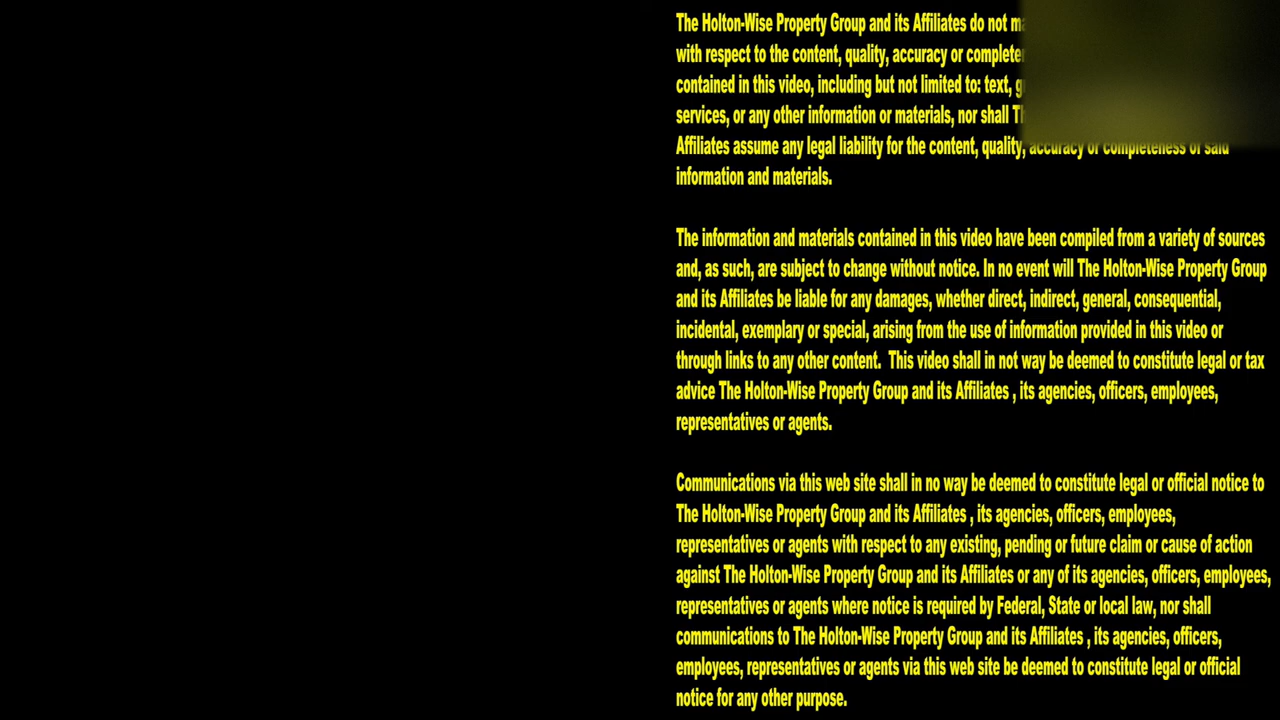 The Holton-Wise Property Group and its Affiliates do not
with respect to the content, quality, accuracy or
contained in this video, including but not limited to: text,
services, or any other information or materials, nor shall
Affiliates assume any legal liability for the content, quality, accuracy or completeness of said
information and materials.
The information and materials contained in this video have been compiled from a variety of sources
and, as such, are subject to change without notice. In no event will The Holton-Wise Property Group
and its Affiliates be liable for any damages, whether direct, indirect, general, consequential,
incidental, exemplary or special, arising from the use of information provided in this video or
through links to any other content.  This video shall in not way be deemed to constitute legal or tax
advice The Holton-Wise Property Group and its Affiliates , its agencies, officers, employees,
representatives or agents.
Communications via this web site shall in no way be deemed to constitute legal or official notice to
The Holton-Wise Property Group and its Affiliates , its agencies, officers, employees,
representatives or agents with respect to any existing, pending or future claim or cause of action
against The Holton-Wise Property Group and its Affiliates or any of its agencies, officers, employees,
representatives or agents where notice is required by Federal, State or local law, nor shall
communications to The Holton-Wise Property Group and its Affiliates , its agencies, officers,
employees, representatives or agents via this web site be deemed to constitute legal or official
notice for any other purpose.